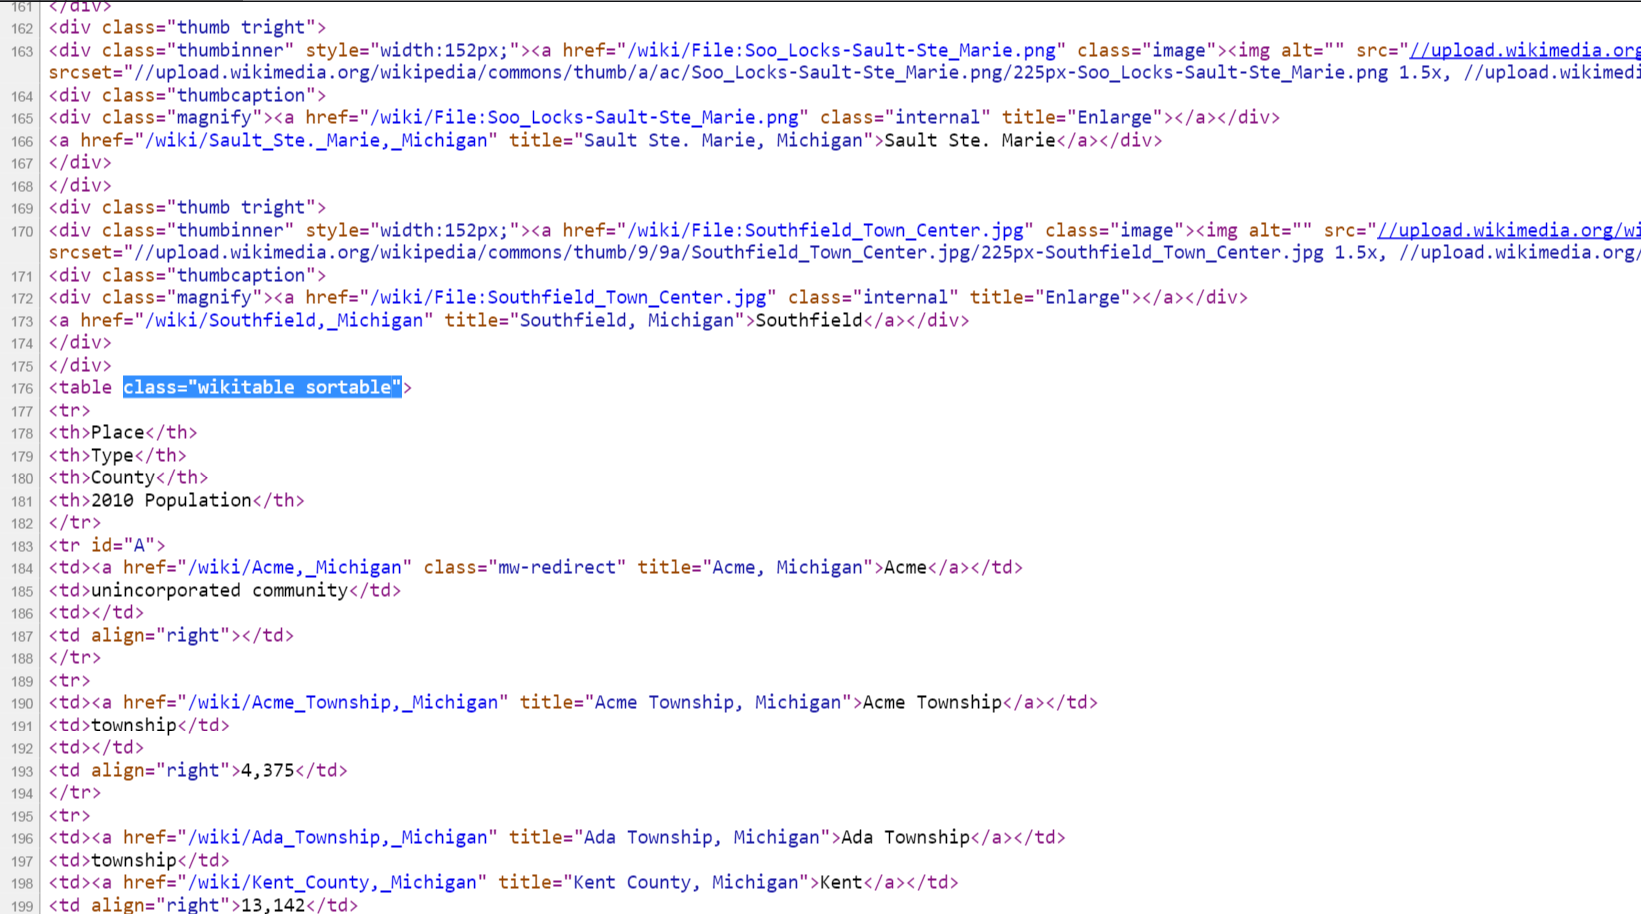 161 </div>
162 <div class="thumb tright">
163 <div class="thumbinner" style="width:152px;"><a href="/wiki/File:Soo_Locks-Sault-Ste_Marie.png" class="image"><img alt="" src="//upload.wikimedia.org
srcset="//upload.wikimedia.org/wikipedia/commons/thumb/a/ac/Soo_Locks-Sault-Ste_Marie.png/225px-Soo_Locks-Sault-Ste_Marie.png 1.5x, //upload.wikimedi
164 <div class="thumbcaption">
165 <div class="magnify"><a href="/wiki/File:Soo_Locks-Sault-Ste_Marie.png" class="internal" title="Enlarge"></a></div>
166 <a href="/wiki/Sault_Ste._Marie,_Michigan" title="Sault Ste. Marie, Michigan">Sault Ste. Marie</a></div>
167 </div>
168 </div>
169 <div class="thumb tright">
170 <div class="thumbinner" style="width:152px;"><a href="/wiki/File:Southfield_Town_Center.jpg" class="image"><img alt="" src="//upload.wikimedia.org/wi
srcset="//upload.wikimedia.org/wikipedia/commons/thumb/9/9a/Southfield_Town_Center.jpg/225px-Southfield_Town_Center.jpg 1.5x, //upload.wikimedia.org/
171 <div class="thumbcaption">
172 <div class="magnify"><a href="/wiki/File:Southfield_Town_Center.jpg" class="internal" title="Enlarge"></a></div>
173 <a href="/wiki/Southfield,_Michigan" title="Southfield, Michigan">Southfield</a></div>
174 </div>
175 </div>
176 <table class="wikitable sortable">
177 <tr>
178 <th>Place</th>
179 <th>Type</th>
180 <th>County</th>
181 <th>2010 Population</th>
182 </tr>
183 <tr id="A">
184 <td><a href="/wiki/Acme,_Michigan" class="mw-redirect" title="Acme, Michigan">Acme</a></td>
185 <td>unincorporated community</td>
186 <td></td>
187 <td align="right"></td>
188 </tr>
189 <tr>
190 <td><a href="/wiki/Acme_Township,_Michigan" title="Acme Township, Michigan">Acme Township</a></td>
191 <td>township</td>
192 <td></td>
193 <td align="right">4,375</td>
194 </tr>
195 <tr>
196 <td><a href="/wiki/Ada_Township,_Michigan" title="Ada Township, Michigan">Ada Township</a></td>
197 <td>township</td>
198 <td><a href="/wiki/Kent_County,_Michigan" title="Kent County, Michigan">Kent</a></td>
199 <td align="right">13,142</td>